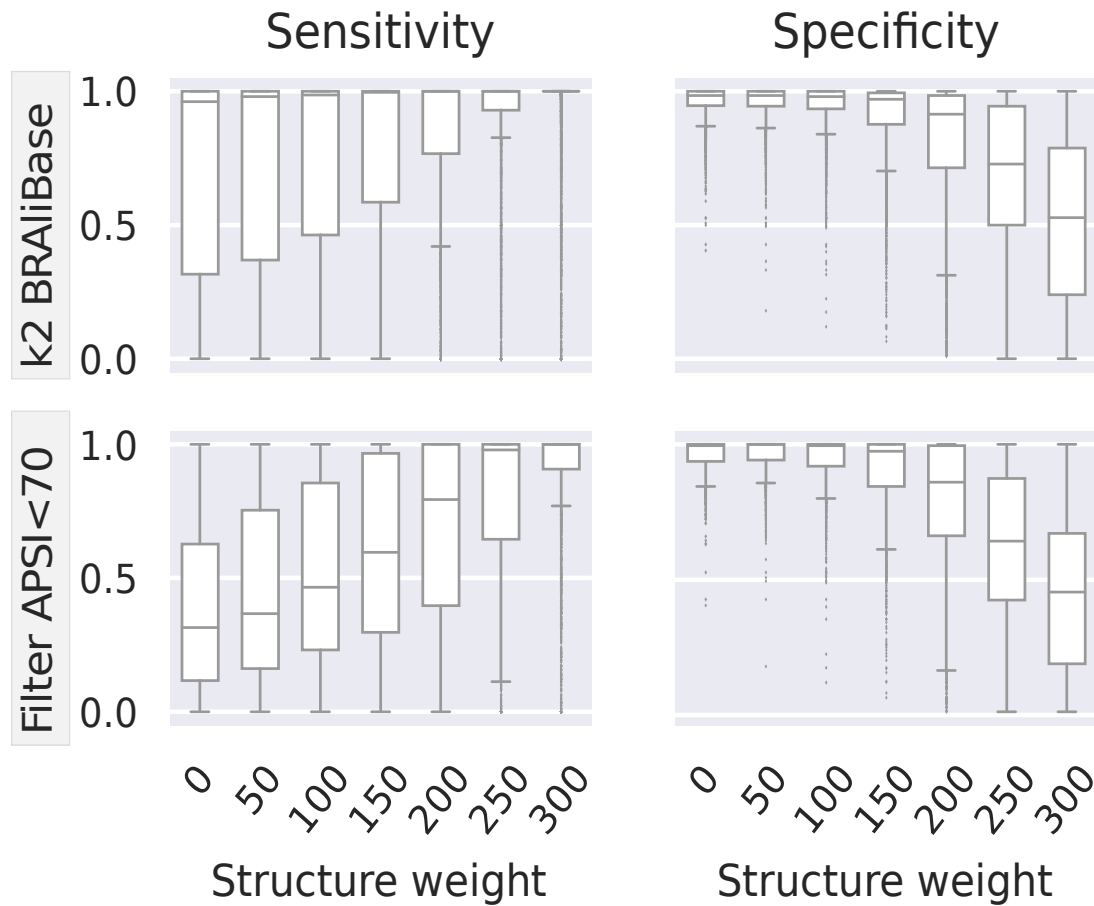 Sensitivity
Specificity
k2 BRAliBase
1.0
0.5
0.0
Filter APSI<70
1.0
0.5
0.0
0 50 100 150 200 250 300
0 50 100 150 200 250 300
Structure weight
Structure weight